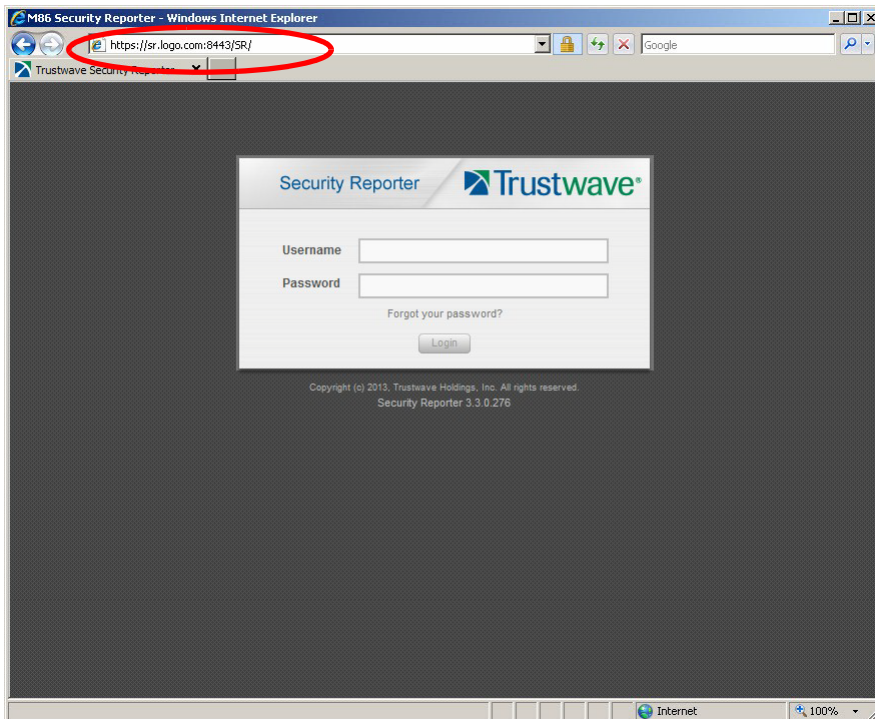 M86 Security Reporter - Windows Internet Explorer
https://sr.logo.com:8443/SR/
Google
Trustwave Security Reporter
Security Reporter
Trustwave®
Username
Password
Forgot your password?
Login
Copyright (c) 2013, Trustwave Holdings, Inc. All rights reserved.
Security Reporter 3.3.0.276
Internet
100%